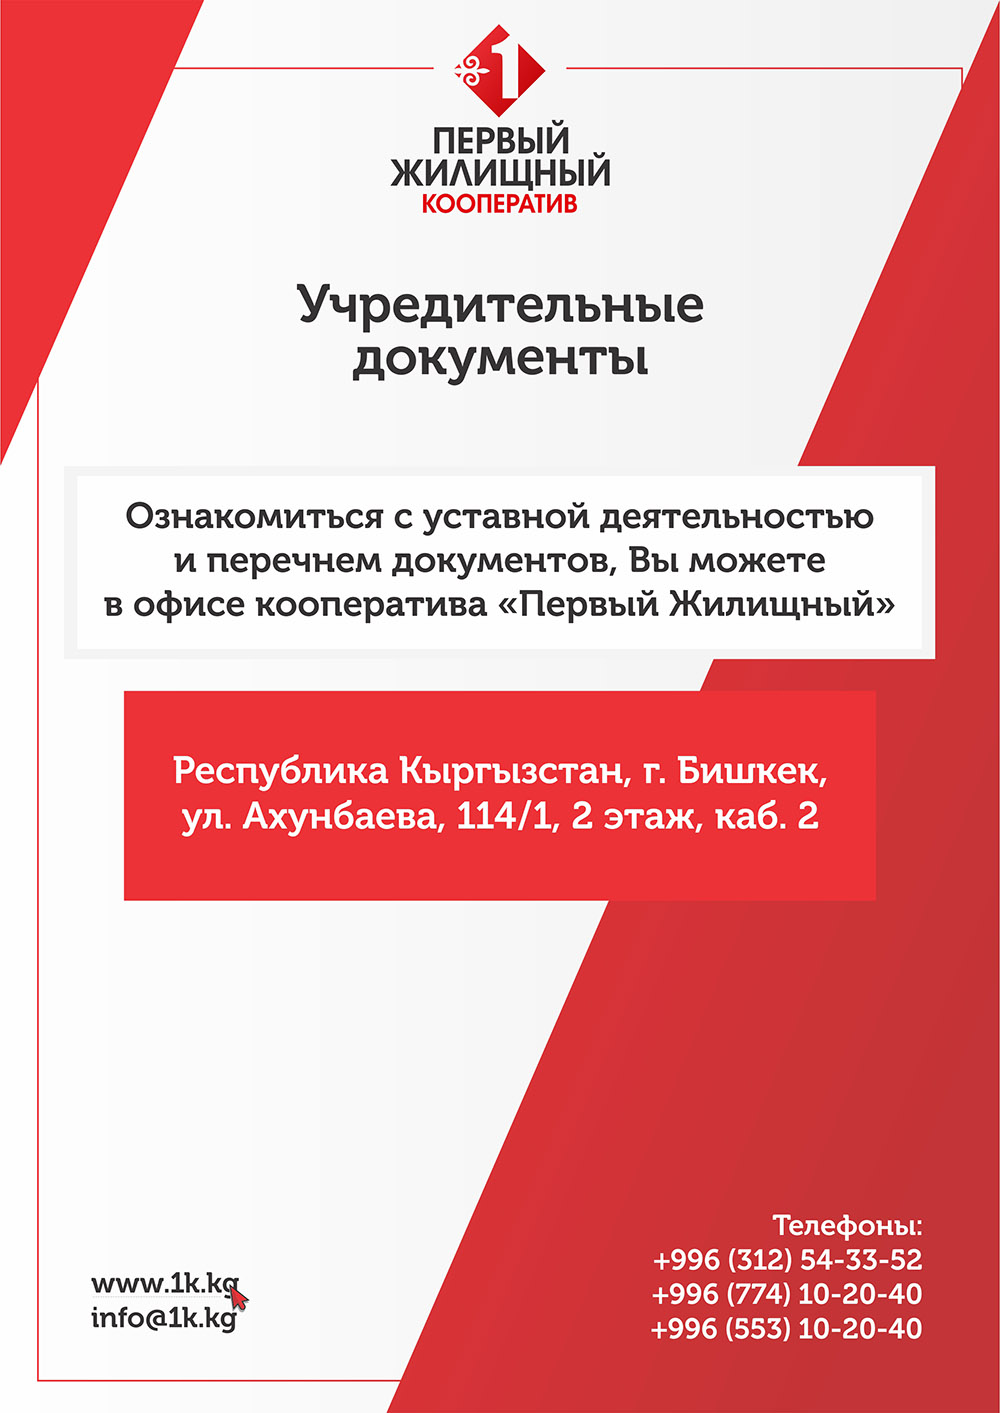 1
ПЕРВЫЙ
ЖИЛИЩНЫЙ
КООПЕРАТИВ
Учредительные
документы
Ознакомиться с уставной деятельностью
и перечнем документов, Вы можете
в офисе кооператива «Первый Жилищный»
Республика Кыргызстан, г. Бишкек,
ул. Ахунбаева, 114/1, 2 этаж, каб. 2
www.1k.kg
info@1k.kg
Телефоны:
+996 (312) 54-33-52
+996 (774) 10-20-40
+996 (553) 10-20-40